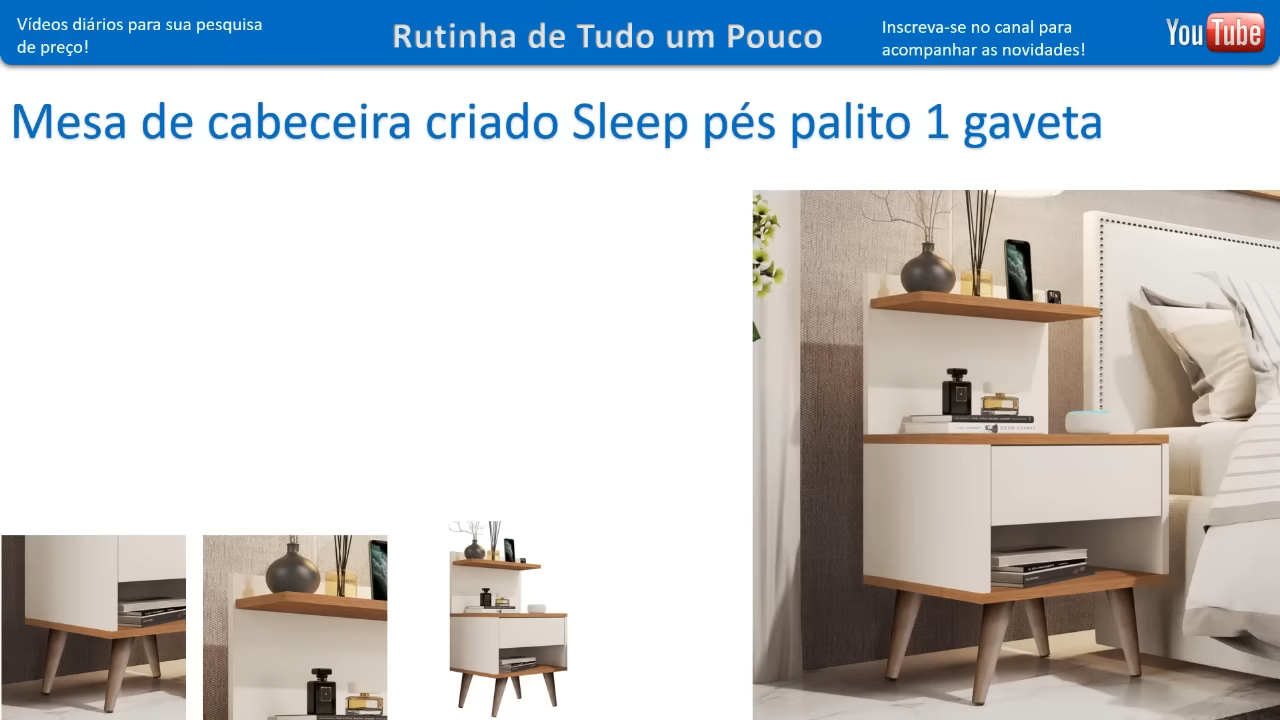 Vídeos diários para sua pesquisa
de preço!
Rutinha de Tudo um Pouco
Inscreva-se no canal para
acompanhar as novidades!
YouTube
Mesa de cabeceira criado Sleep pés palito 1 gaveta